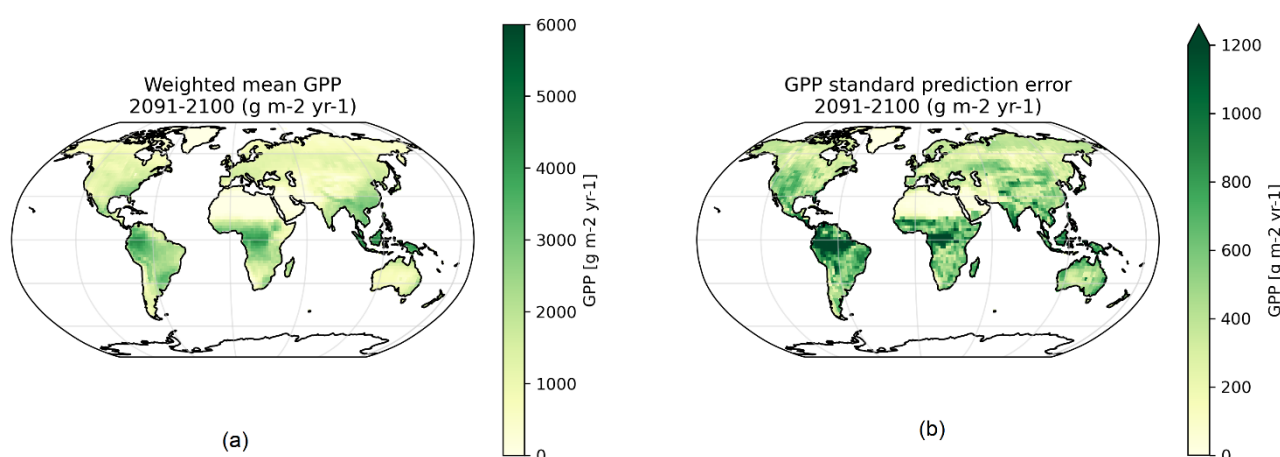 Weighted mean GPP
2091-2100 (g m-2 yr-1)
6000
5000
4000
3000
2000
1000
0
GPP [g m-2 yr-1]
(a)
GPP standard prediction error
2091-2100 (g m-2 yr-1)
1200
1000
800
600
400
200
0
GPP [g m-2 yr-1]
(b)